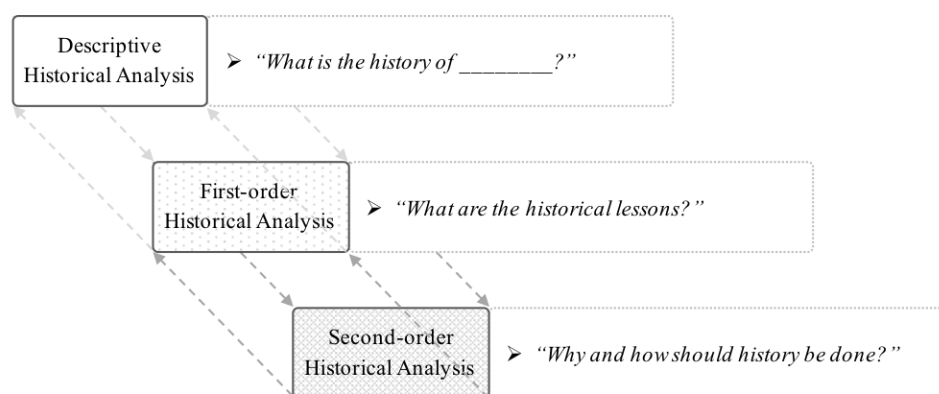 Descriptive
Historical Analysis
➢ “What is the history of ________?”
First-order
Historical Analysis
➢ “What are the historical lessons?”
Second-order
Historical Analysis
➢ “Why and how should history be done?”